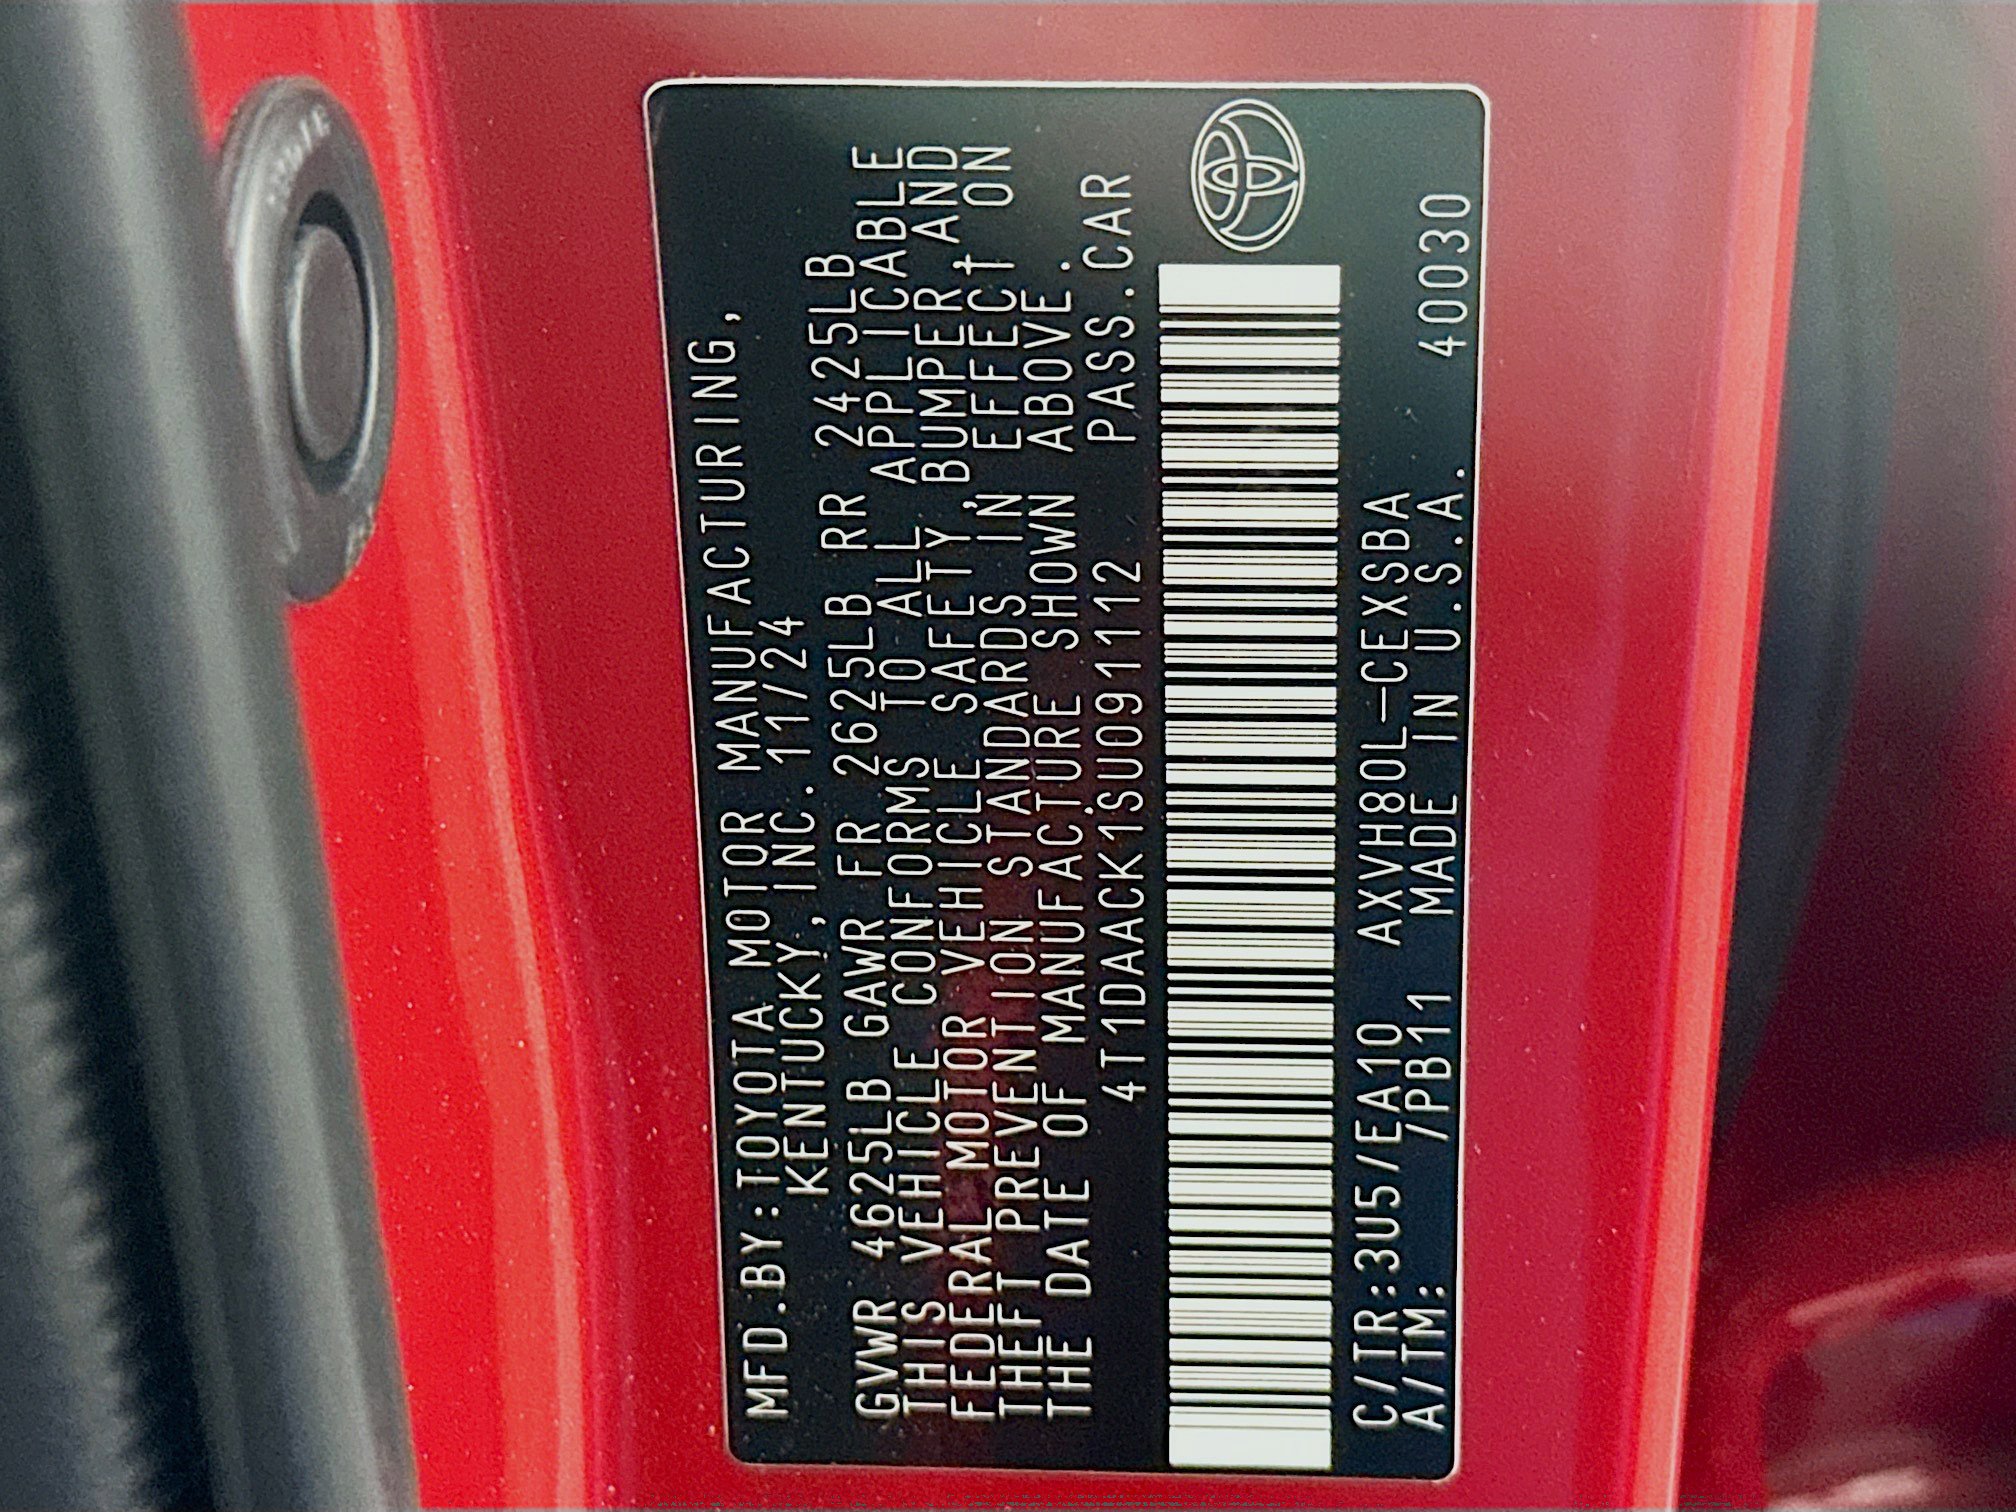 MFD.BY:TOYOTA MOTOR MANUFACTURING,
KENTUCKY,INC. 11/24
GVWR 4625LB GAWR FR 2625LB RR 2425LB
THIS VEHICLE CONFORMS TO ALL APPLICABLE
FEDERAL MOTOR VEHICLE SAFETY,BUMPER,AND
THEFT PREVENTION STANDARDS IN EFFECT ON
THE DATE OF MANUFACTURE SHOWN ABOVE.
4T1DAACK1SU091112 PASS.CAR
C/TR:3U5/EA10 AXVH80L-CEXSBA
A/TM: /PB11 MADE IN U.S.A. 40030